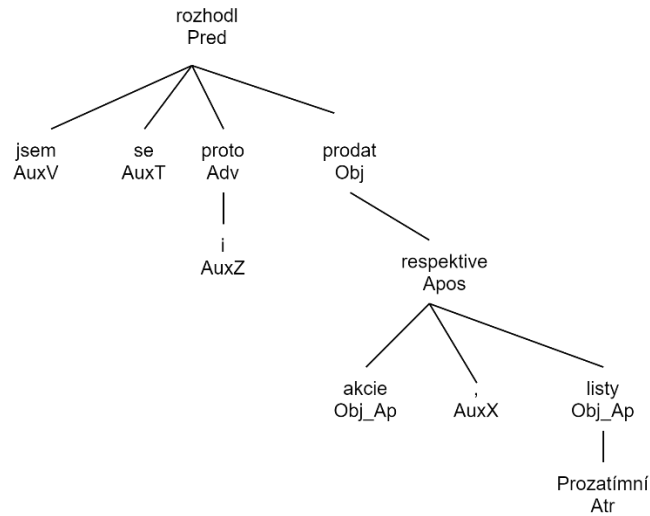 rozhodl
Pred
jsem se proto prodat
AuxV AuxT Adv Obj
i
AuxZ
respektive
Apos
akcie , listy
Obj_Ap AuxX Obj_Ap
Prozatímní
Atr